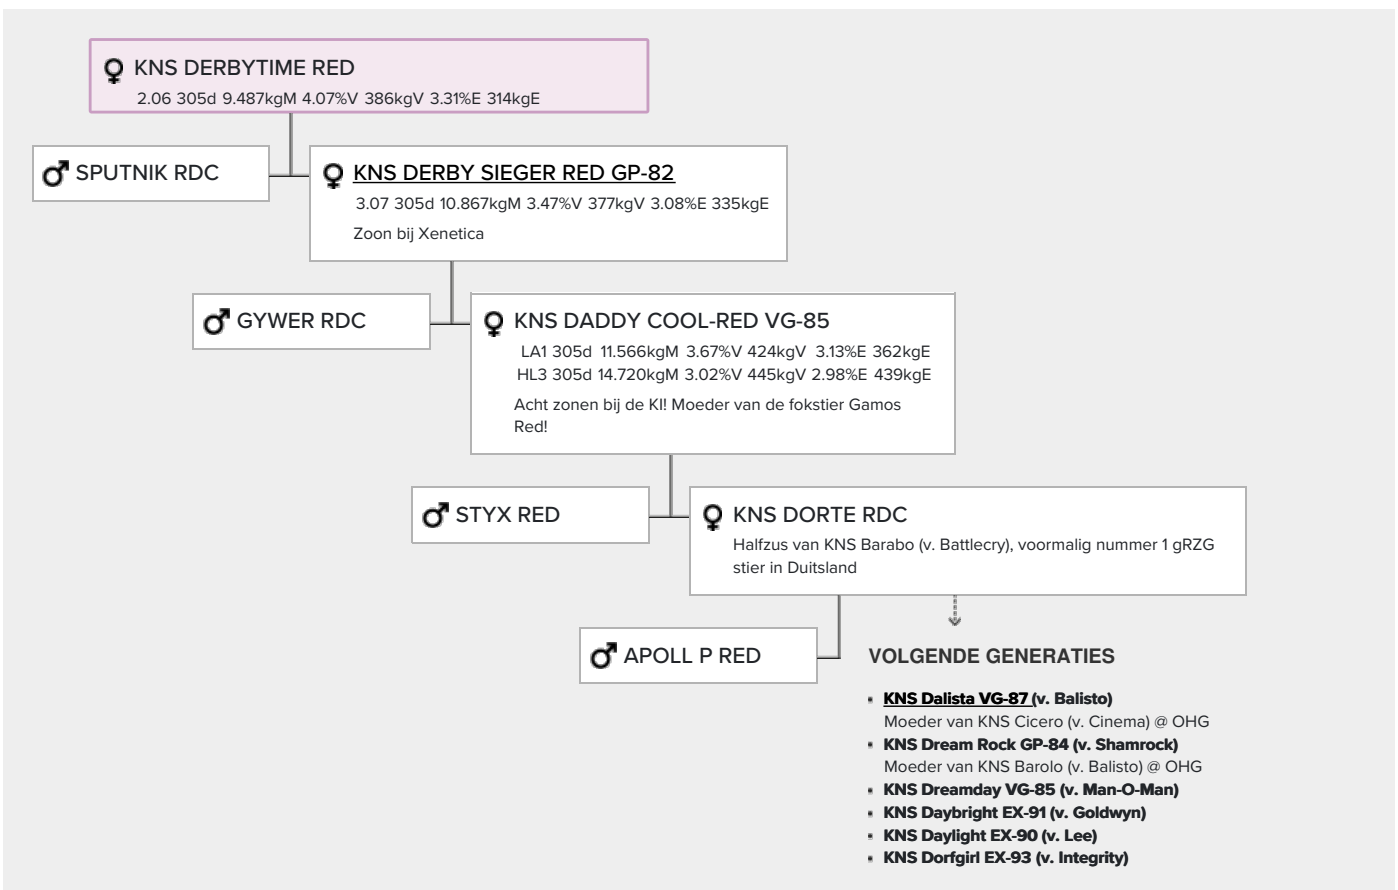 KNS DERBYTIME RED
2.06 305d 9.487kgM 4.07%V 386kgV 3.31%E 314kgE
SPUTNIK RDC
KNS DERBY SIEGER RED GP-82
3.07 305d 10.867kgM 3.47%V 377kgV 3.08%E 335kgE
Zoon bij Xenetica
GYWER RDC
KNS DADDY COOL-RED VG-85
LA1 305d 11.566kgM 3.67%V 424kgV 3.13%E 362kgE
HL3 305d 14.720kgM 3.02%V 445kgV 2.98%E 439kgE
Acht zonen bij de KI! Moeder van de fokstier Gamos
Red!
STYX RED
KNS DORTE RDC
Halfzus van KNS Barabo (v. Battlecry), voormalig nummer 1 gRZG
stier in Duitsland
APOLL P RED
VOLGENDE GENERATIES
KNS Dalista VG-87 (v. Balisto)
Moeder van KNS Cicero (v. Cinema) @ OHG
KNS Dream Rock GP-84 (v. Shamrock)
Moeder van KNS Barolo (v. Balisto) @ OHG
KNS Dreamday VG-85 (v. Man-O-Man)
KNS Daybright EX-91 (v. Goldwyn)
KNS Daylight EX-90 (v. Lee)
KNS Dorfgirl EX-93 (v. Integrity)